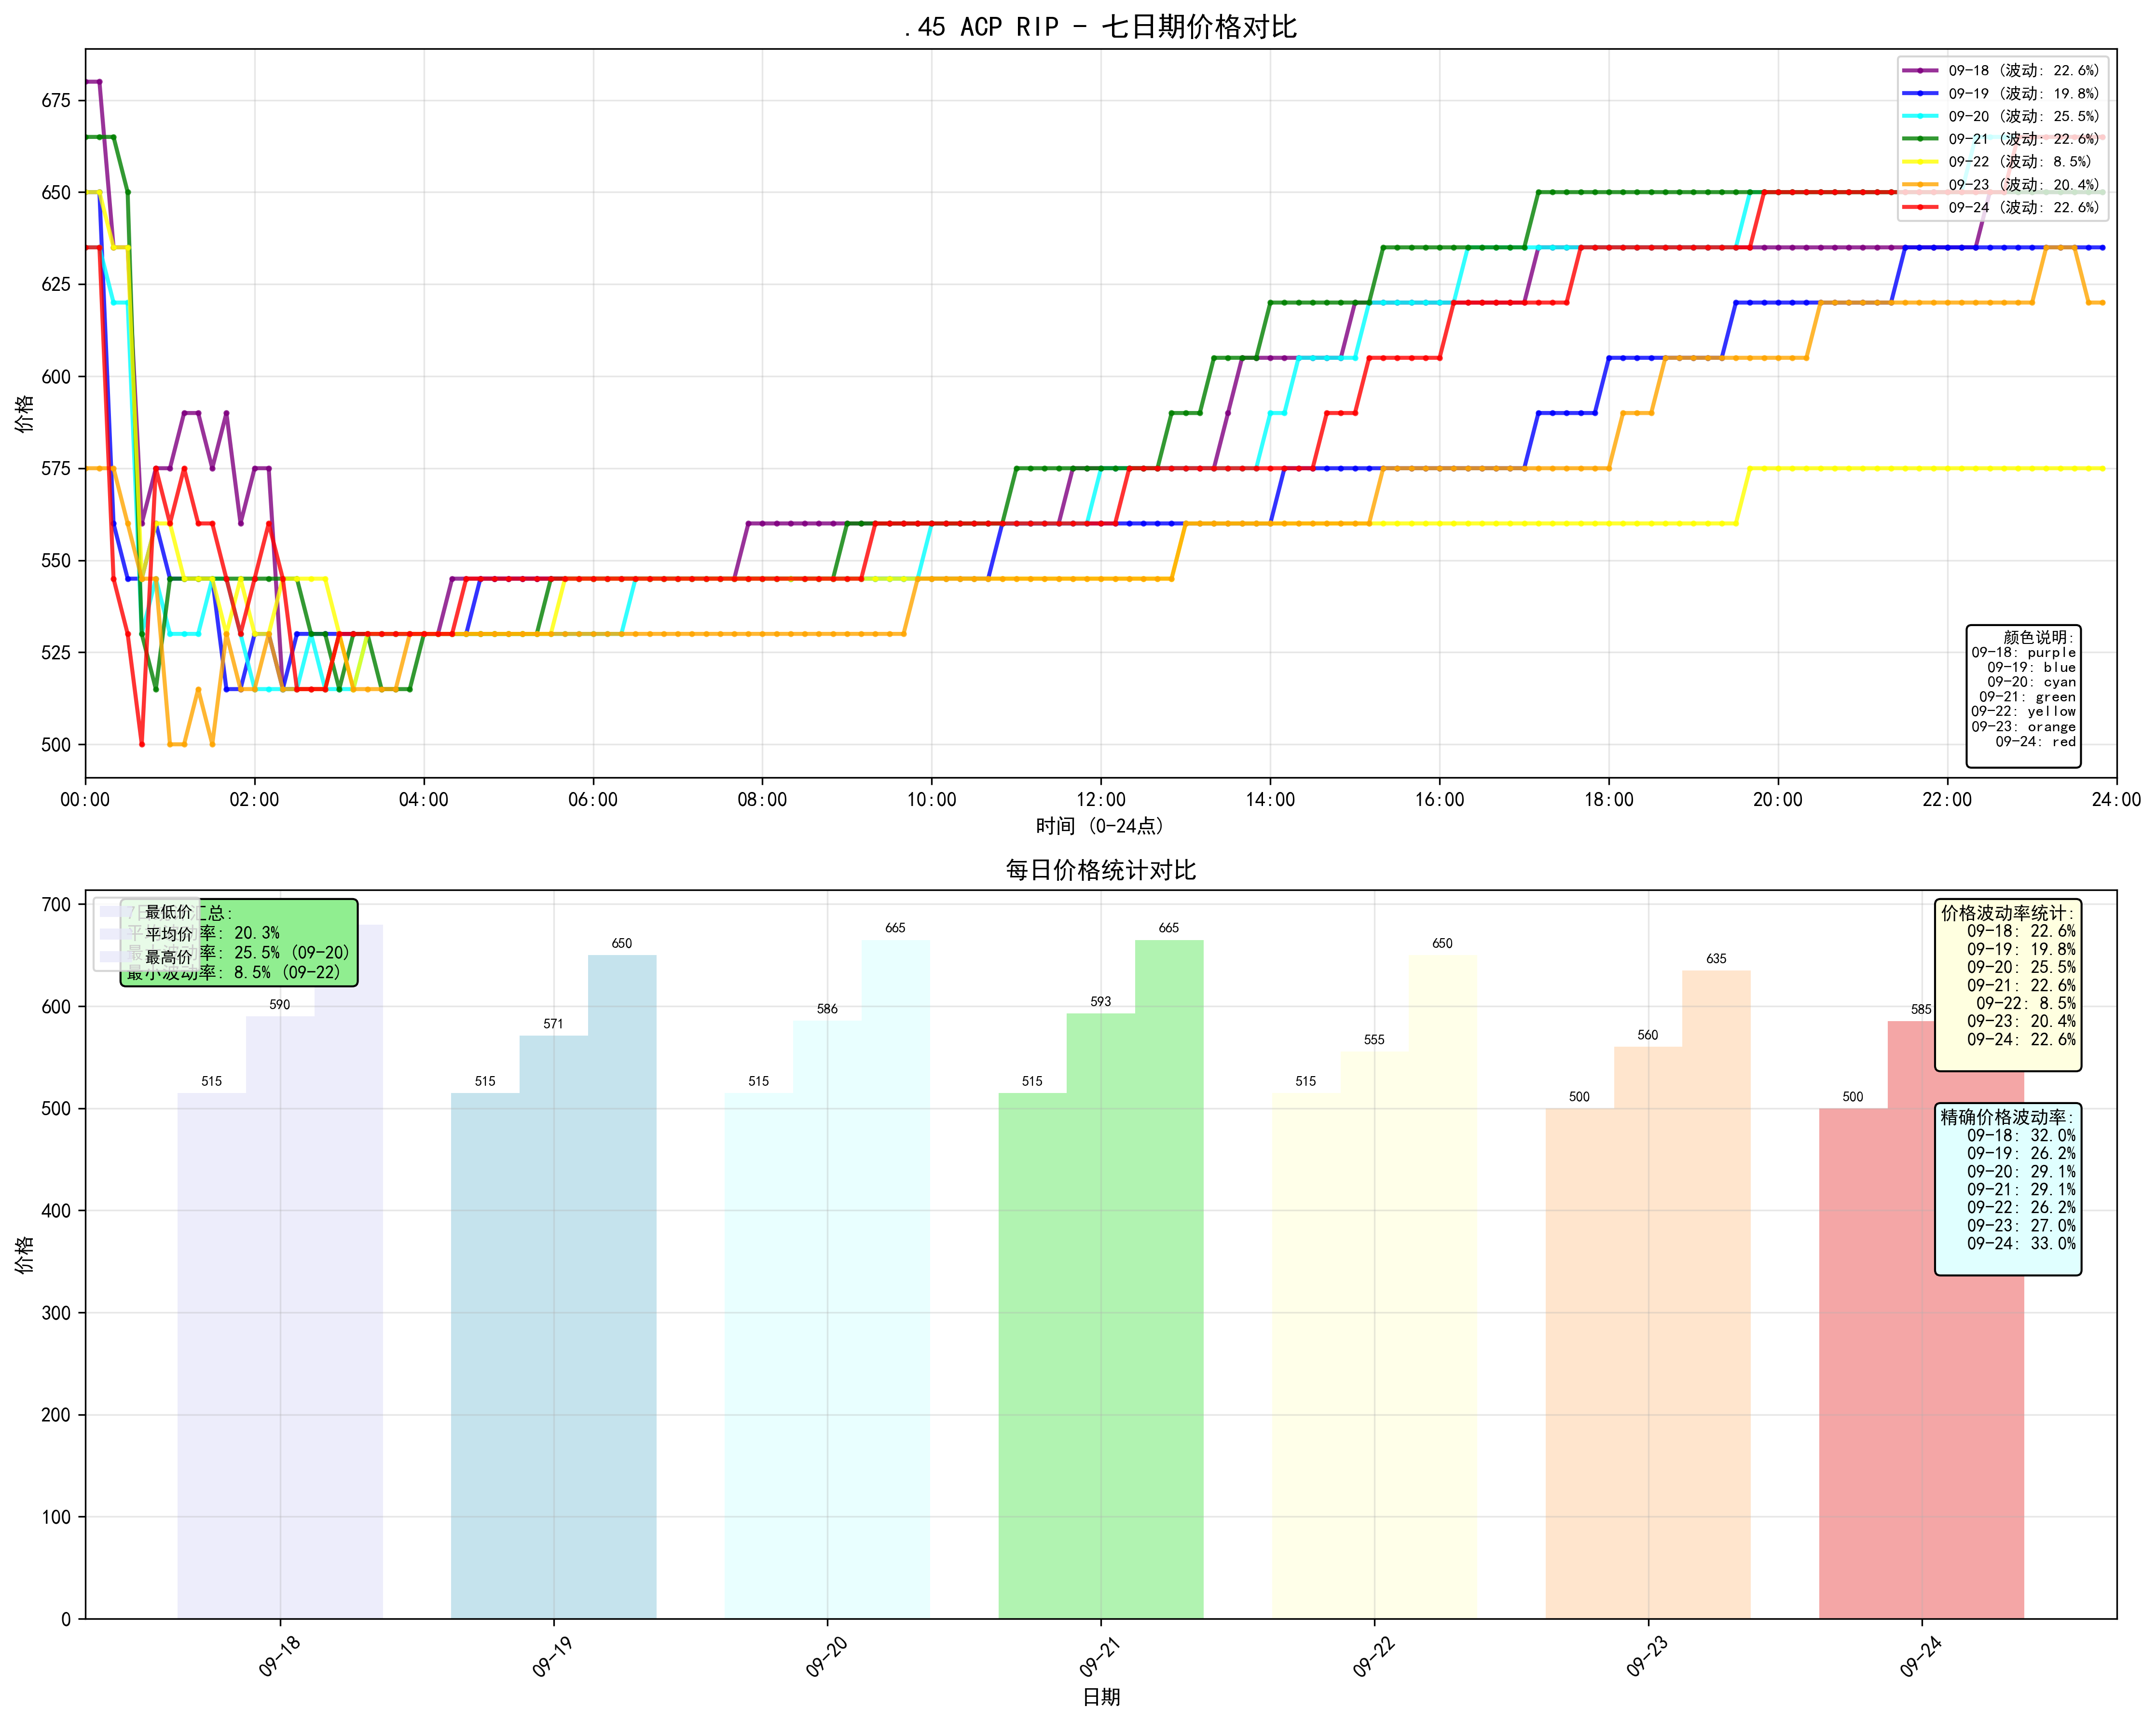 .45 ACP RIP - 七日期价格对比
价格
675
650
625
600
575
550
525
500
09-18 (波动: 22.6%)
09-19 (波动: 19.8%)
09-20 (波动: 25.5%)
09-21 (波动: 22.6%)
09-22 (波动: 8.5%)
09-23 (波动: 20.4%)
09-24 (波动: 22.6%)
颜色说明:
09-18: purple
09-19: blue
09-20: cyan
09-21: green
09-22: yellow
09-23: orange
09-24: red
00:00 02:00 04:00 06:00 08:00 10:00 12:00 14:00 16:00 18:00 20:00 22:00 24:00
时间 (0-24点)
每日价格统计对比
价格
700
600
500
400
300
200
100
0
最低价
平均价
最高价
汇总:
率: 20.3%
率: 25.5% (09-20)
最小波动率: 8.5% (09-22)
515 590
515 571 650
515 586 665
515 593 665
515 555 650
500 560 635
500 585
价格波动率统计:
09-18: 22.6%
09-19: 19.8%
09-20: 25.5%
09-21: 22.6%
09-22: 8.5%
09-23: 20.4%
09-24: 22.6%
精确价格波动率:
09-18: 32.0%
09-19: 26.2%
09-20: 29.1%
09-21: 29.1%
09-22: 26.2%
09-23: 27.0%
09-24: 33.0%
09-18 09-19 09-20 09-21 09-22 09-23 09-24
日期